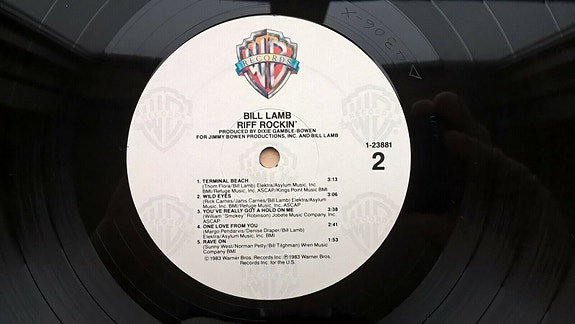 WB
RECORDS
BILL LAMB
RIFF ROCKIN'
PRODUCED BY DIXIE GAMBLE-BOWEN
FOR JIMMY BOWEN PRODUCTIONS, INC. AND BILL LAMB
1-23881
2
1. TERMINAL BEACH 3:13
(Thom Flora/Bill Lamb) Elektra/Asylum Music. Inc.
BMI/Refuge Music, Inc. ASCAP/Kings Point Music BMI
2. WILD EYES 3:06
(Rick Carnes/Janis Carnes/Bill Lamb) Elektra/Asylum
Music Inc. BMI/Refuge Music, Inc. ASCAP
3. YOU'VE REALLY GOT A HOLD ON ME 3:38
(William "Smokey" Robinson) Jobete Music Company, Inc.
ASCAP
4. ONE LOVE FROM YOU 2:41
(Margo Pendarvis/Denise Draper/Bill Lamb)
Elektra/Asylum Music, Inc. BMI
5. RAVE ON 1:53
(Sunny West/Norman Petty/Bill Tilghman) Wren Music
Company BMI
©1983 Warner Bros. Records Inc. ℗1983 Warner Bros.
Records Inc. for the U.S.